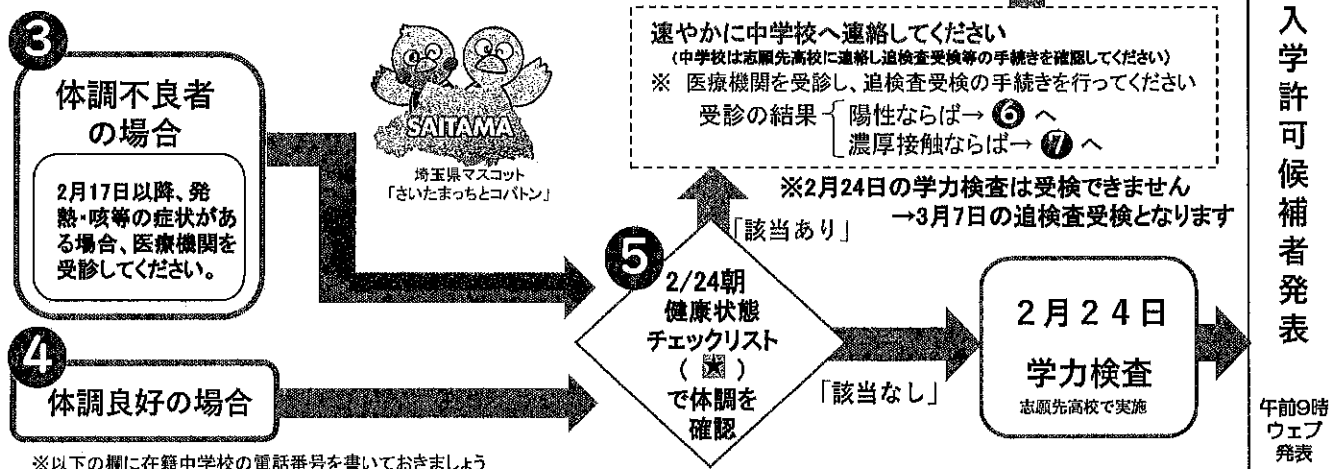 3
体調不良者
の場合
2月17日以降、発
熱・咳等の症状があ
る場合、医療機関を
受診してください。
SAITAMA
埼玉県マスコット
「さいたまっちとコバトン」
速やかに中学校へ連絡してください
(中学校は志願先高校に連絡し追検査受検等の手続きを確認してください)
※ 医療機関を受診し、追検査受検の手続きを行ってください
受診の結果 陽性ならば→ 6 へ
濃厚接触ならば→ 7 へ
※2月24日の学力検査は受検できません
→3月7日の追検査受検となります
「該当あり」
4
体調良好の場合
5
2/24朝
健康状態
チェックリスト
(★)
で体調を
確認
「該当なし」
2月24日
学力検査
志願先高校で実施
入学許可候補者発表
午前9時
ウェブ
発表
※以下の欄に在籍中学校の電話番号を書いておきましょう